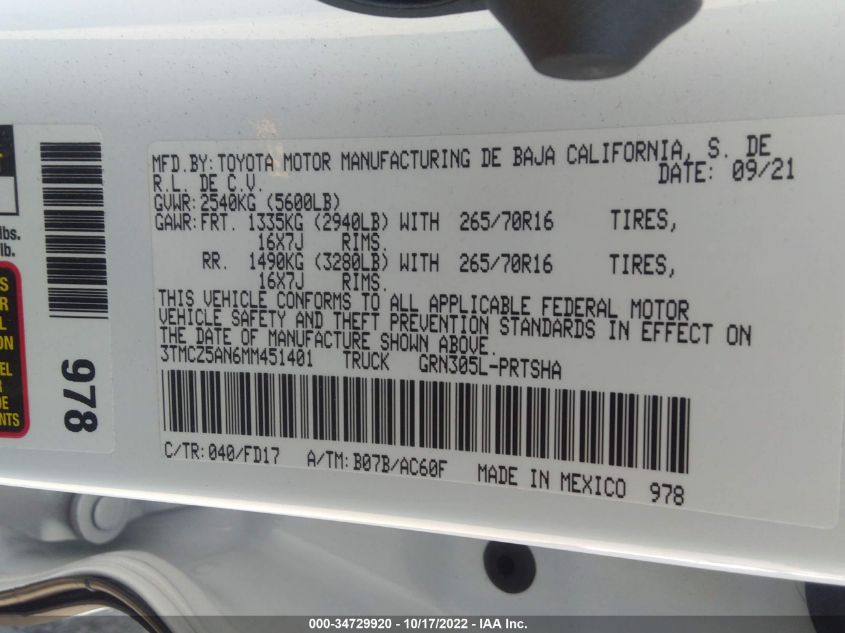 MFD.BY: TOYOTA MOTOR MANUFACTURING DE BAJA CALIFORNIA, S. DE
R.L. DE C.V. DATE: 09/21
GVWR: 2540KG (5600LB)
GAWR: FRT. 1335KG (2940LB) WITH 265/70R16 TIRES,
16X7J RIMS.
RR. 1490KG (3280LB) WITH 265/70R16 TIRES,
16X7J RIMS.
THIS VEHICLE CONFORMS TO ALL APPLICABLE FEDERAL MOTOR
VEHICLE SAFETY AND THEFT PREVENTION STANDARDS IN EFFECT ON
THE DATE OF MANUFACTURE SHOWN ABOVE.
3TMCZ5AN6MM451401 TRUCK GRN305L-PRTSHA
C/TR: 040/FD17 A/TM: B07B/AC60F MADE IN MEXICO 978
978
lbs.
lb.
000-34729920 - 10/17/2022 - IAA Inc.